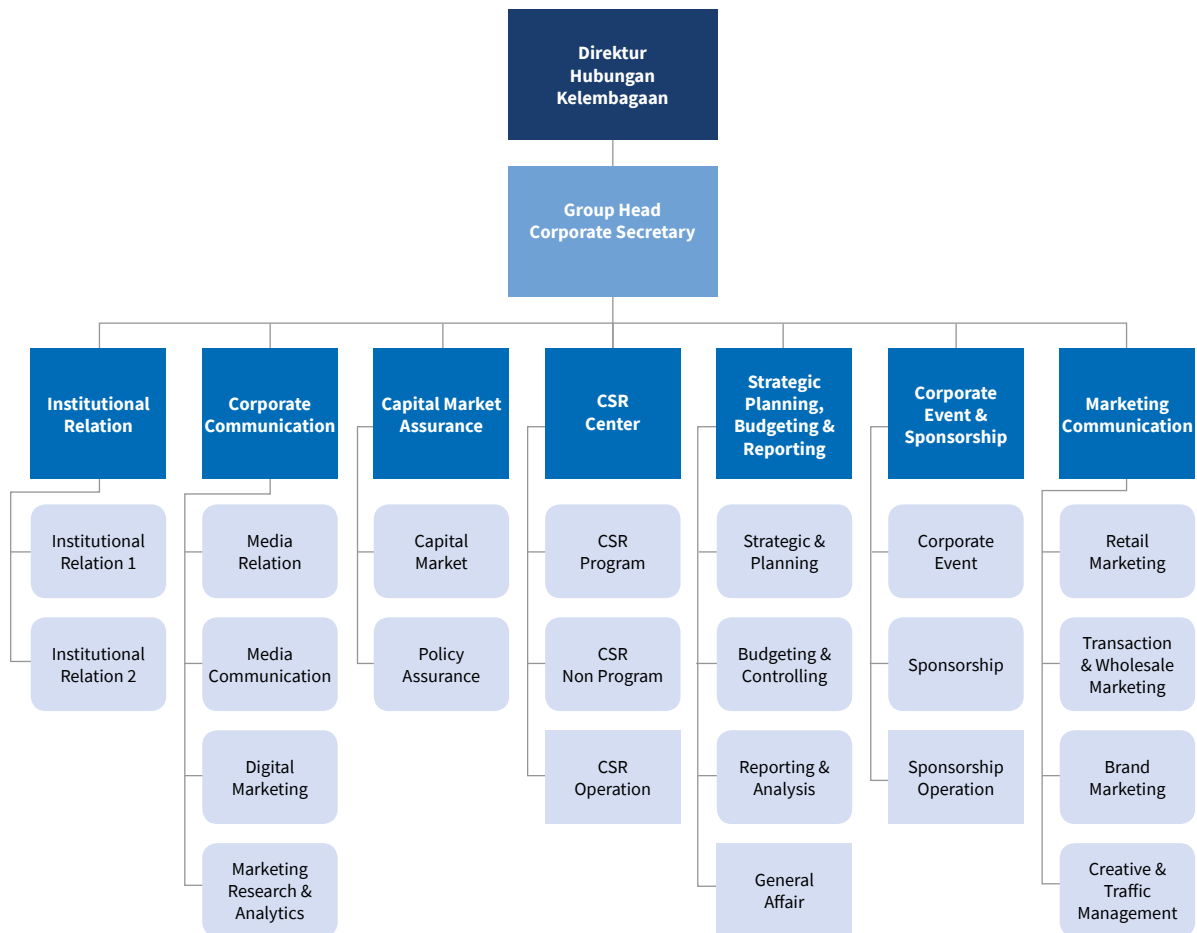 Direktur
Hubungan
Kelembagaan
Group Head
Corporate Secretary
Institutional
Relation
Corporate
Communication
Capital Market
Assurance
CSR
Center
Strategic
Planning,
Budgeting &
Reporting
Corporate
Event &
Sponsorship
Marketing
Communication
Institutional
Relation 1
Media
Relation
Capital
Market
CSR
Program
Strategic &
Planning
Corporate
Event
Retail
Marketing
Institutional
Relation 2
Media
Communication
Policy
Assurance
CSR
Non Program
Budgeting &
Controlling
Sponsorship
Transaction
& Wholesale
Marketing
Digital
Marketing
CSR
Operation
Reporting &
Analysis
Sponsorship
Operation
Brand
Marketing
Marketing
Research &
Analytics
General
Affair
Creative &
Traffic
Management